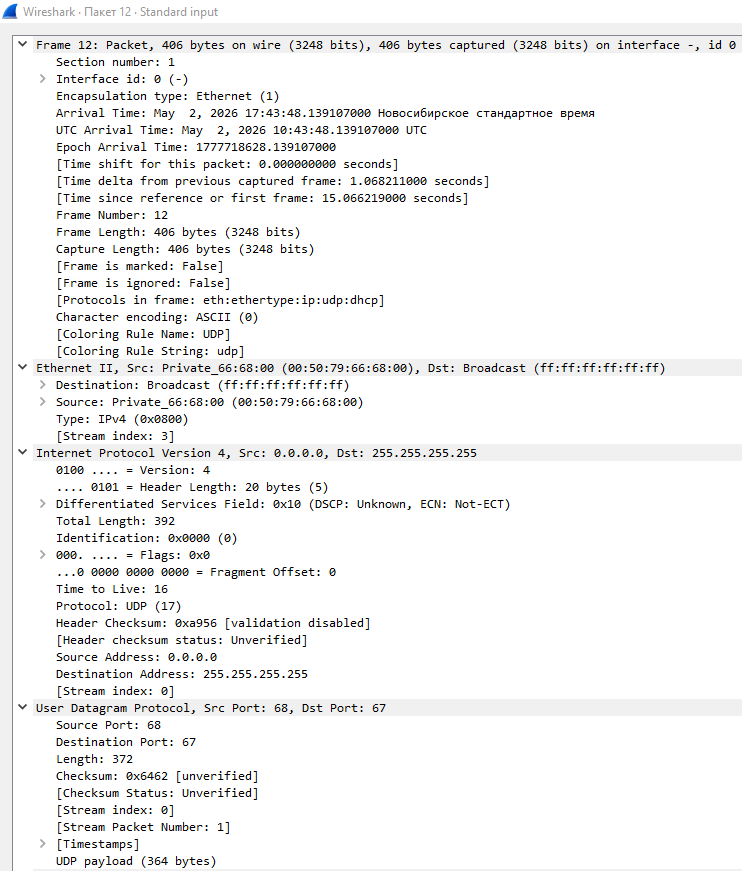 Wireshark · Пакет 12 · Standard input
Frame 12: Packet, 406 bytes on wire (3248 bits), 406 bytes captured (3248 bits) on interface -, id 0
Section number: 1
Interface id: 0 (-)
Encapsulation type: Ethernet (1)
Arrival Time: May  2, 2026 17:43:48.139107000 Новосибирское стандартное время
UTC Arrival Time: May  2, 2026 10:43:48.139107000 UTC
Epoch Arrival Time: 1777718628.139107000
[Time shift for this packet: 0.000000000 seconds]
[Time delta from previous captured frame: 1.068211000 seconds]
[Time since reference or first frame: 15.066219000 seconds]
Frame Number: 12
Frame Length: 406 bytes (3248 bits)
Capture Length: 406 bytes (3248 bits)
[Frame is marked: False]
[Frame is ignored: False]
[Protocols in frame: eth:ethertype:ip:udp:dhcp]
Character encoding: ASCII (0)
[Coloring Rule Name: UDP]
[Coloring Rule String: udp]
Ethernet II, Src: Private_66:68:00 (00:50:79:66:68:00), Dst: Broadcast (ff:ff:ff:ff:ff:ff)
Destination: Broadcast (ff:ff:ff:ff:ff:ff)
Source: Private_66:68:00 (00:50:79:66:68:00)
Type: IPv4 (0x0800)
[Stream index: 3]
Internet Protocol Version 4, Src: 0.0.0.0, Dst: 255.255.255.255
0100 .... = Version: 4
.... 0101 = Header Length: 20 bytes (5)
Differentiated Services Field: 0x10 (DSCP: Unknown, ECN: Not-ECT)
Total Length: 392
Identification: 0x0000 (0)
000. .... = Flags: 0x0
...0 0000 0000 0000 = Fragment Offset: 0
Time to Live: 16
Protocol: UDP (17)
Header Checksum: 0xa956 [validation disabled]
[Header checksum status: Unverified]
Source Address: 0.0.0.0
Destination Address: 255.255.255.255
[Stream index: 0]
User Datagram Protocol, Src Port: 68, Dst Port: 67
Source Port: 68
Destination Port: 67
Length: 372
Checksum: 0x6462 [unverified]
[Checksum Status: Unverified]
[Stream index: 0]
[Stream Packet Number: 1]
[Timestamps]
UDP payload (364 bytes)